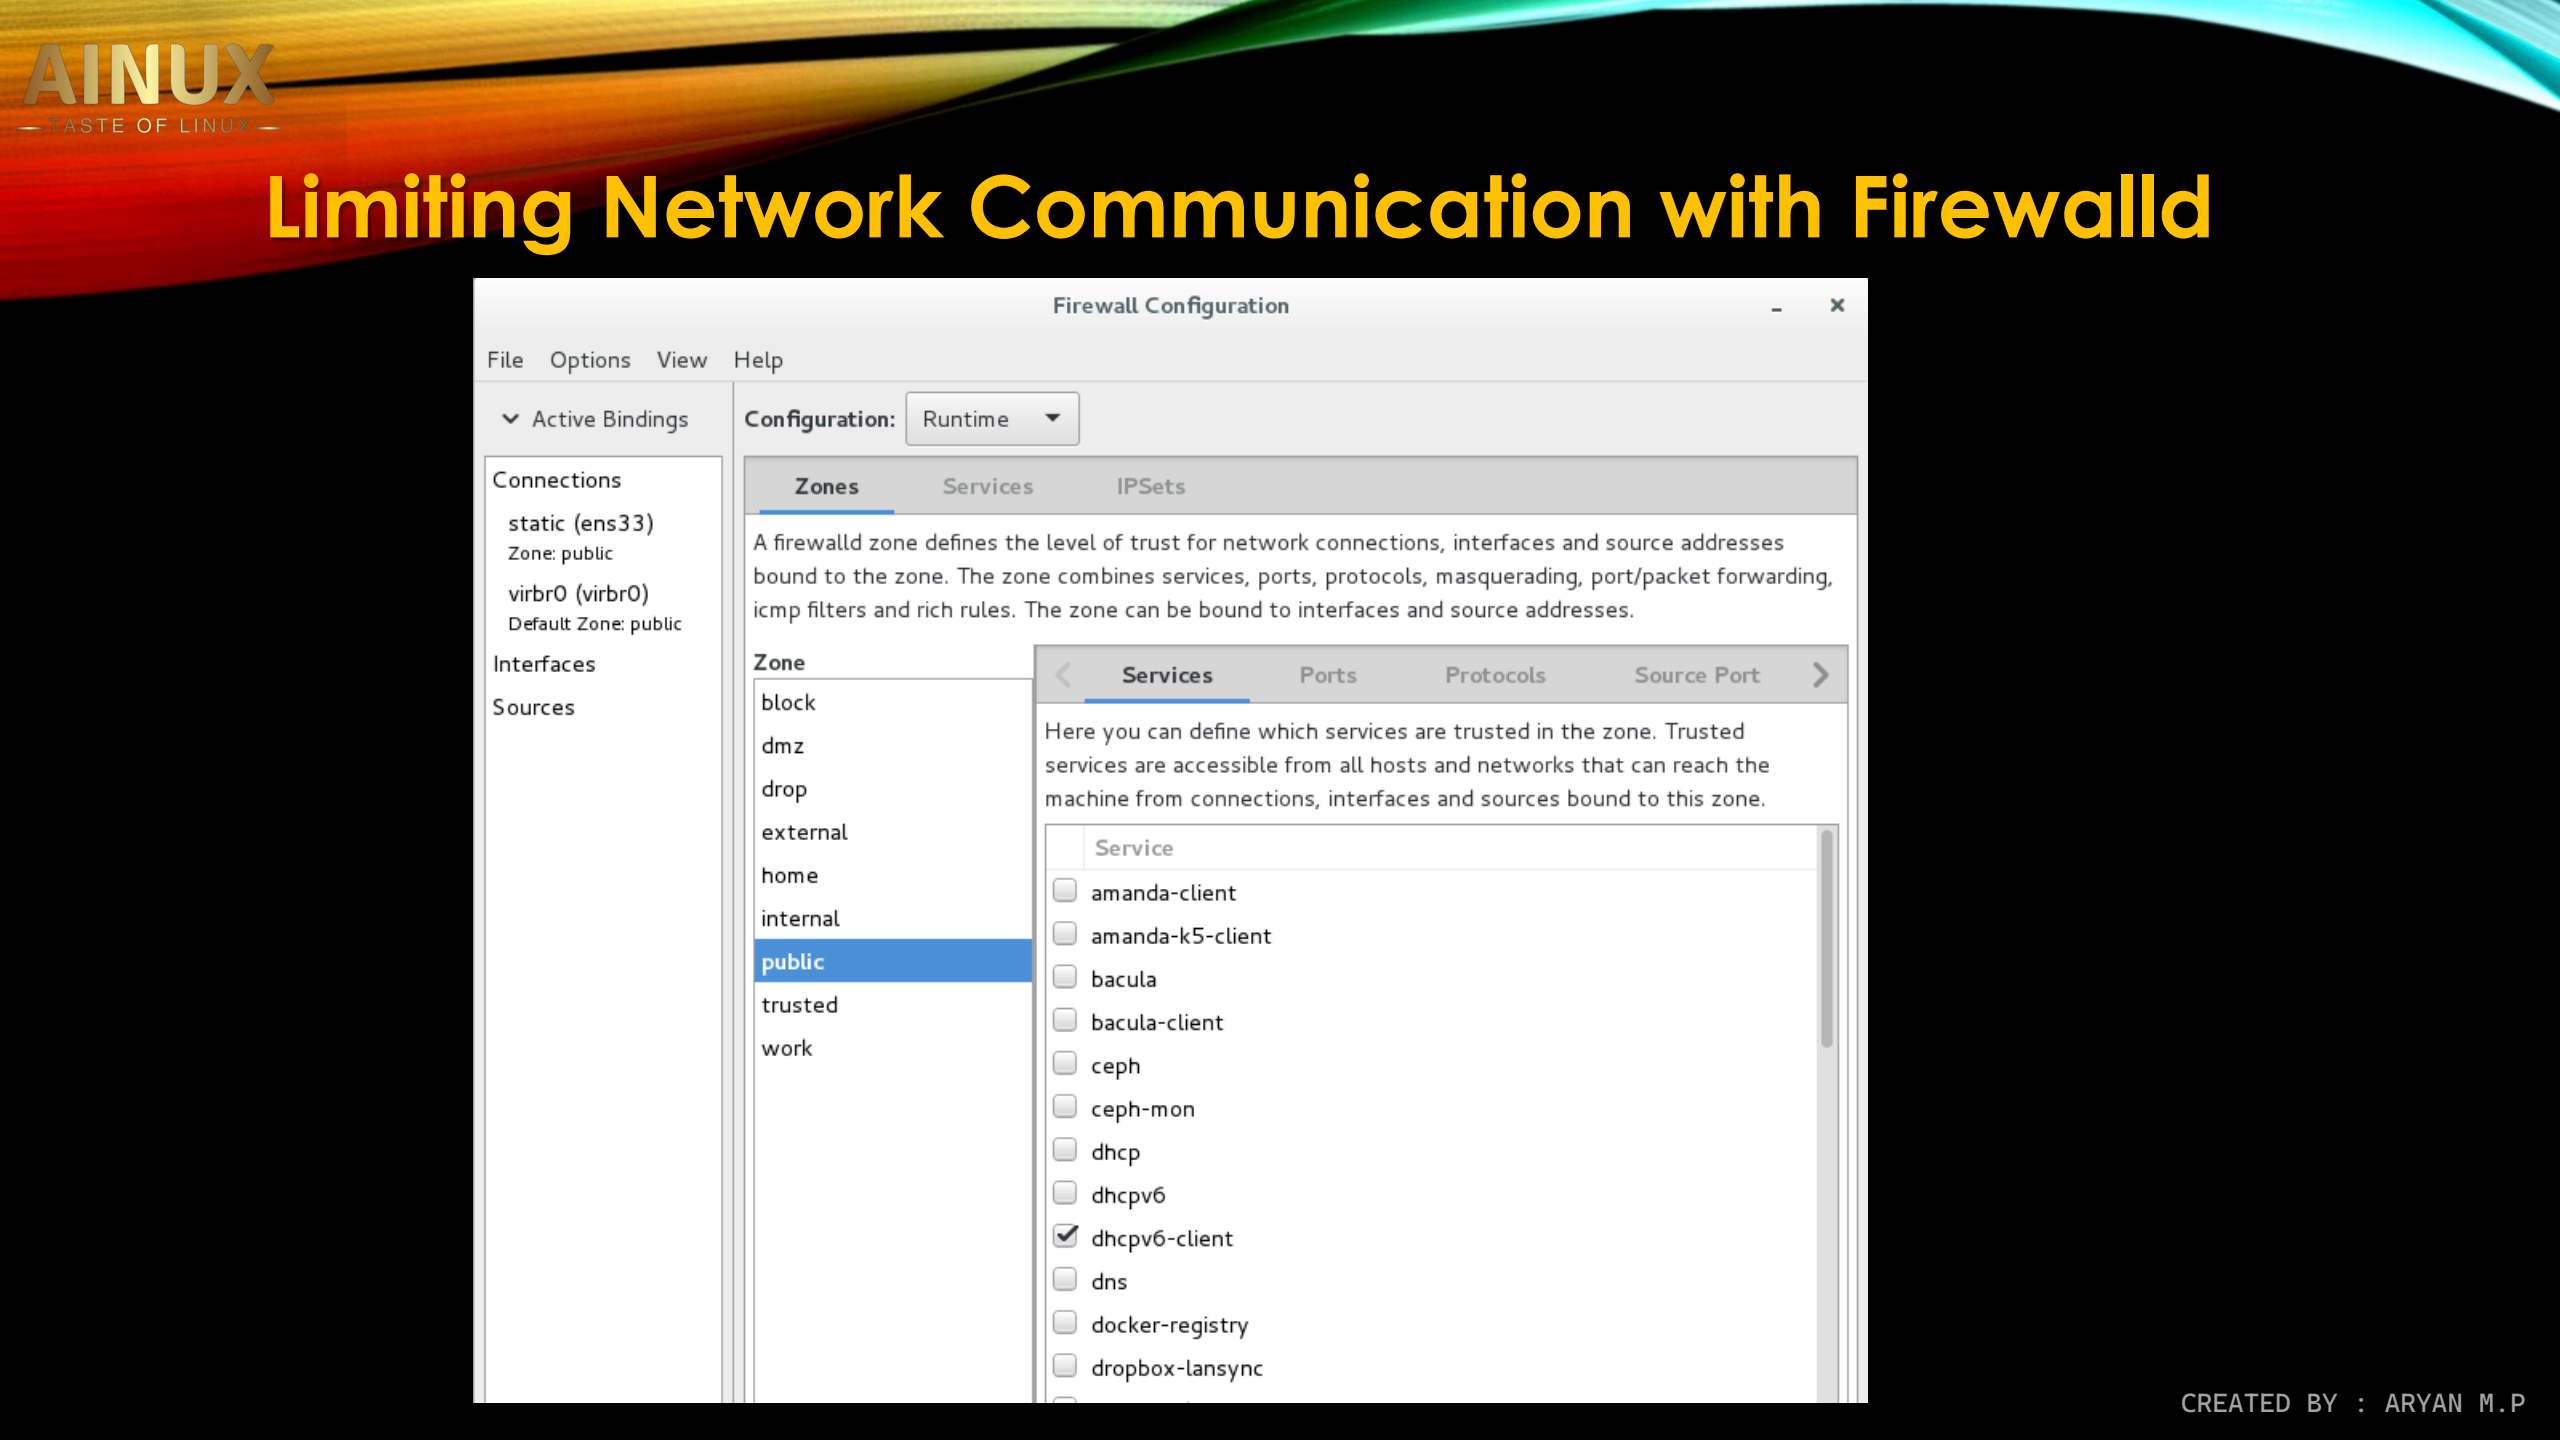 AINUX
TASTE OF LINUX
Limiting Network Communication with Firewalld
Firewall Configuration
File Options View Help
Active Bindings
Configuration: Runtime
Connections
static (ens33)
Zone: public
virbr0 (virbr0)
Default Zone: public
Interfaces
Sources
Zones Services IPSets
A firewalld zone defines the level of trust for network connections, interfaces and source addresses
bound to the zone. The zone combines services, ports, protocols, masquerading, port/packet forwarding,
icmp filters and rich rules. The zone can be bound to interfaces and source addresses.
Zone
block
dmz
drop
external
home
internal
public
trusted
work
Services Ports Protocols Source Port
Here you can define which services are trusted in the zone. Trusted
services are accessible from all hosts and networks that can reach the
machine from connections, interfaces and sources bound to this zone.
Service
amanda-client
amanda-k5-client
bacula
bacula-client
ceph
ceph-mon
dhcp
dhcpv6
dhcpv6-client
dns
docker-registry
dropbox-lansync
CREATED BY : ARYAN M.P